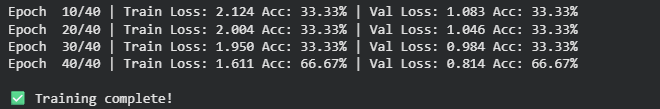 Epoch  10/40 | Train Loss: 2.124 Acc: 33.33% | Val Loss: 1.083 Acc: 33.33%
Epoch  20/40 | Train Loss: 2.004 Acc: 33.33% | Val Loss: 1.046 Acc: 33.33%
Epoch  30/40 | Train Loss: 1.950 Acc: 33.33% | Val Loss: 0.984 Acc: 33.33%
Epoch  40/40 | Train Loss: 1.611 Acc: 66.67% | Val Loss: 0.814 Acc: 66.67%
✅ Training complete!